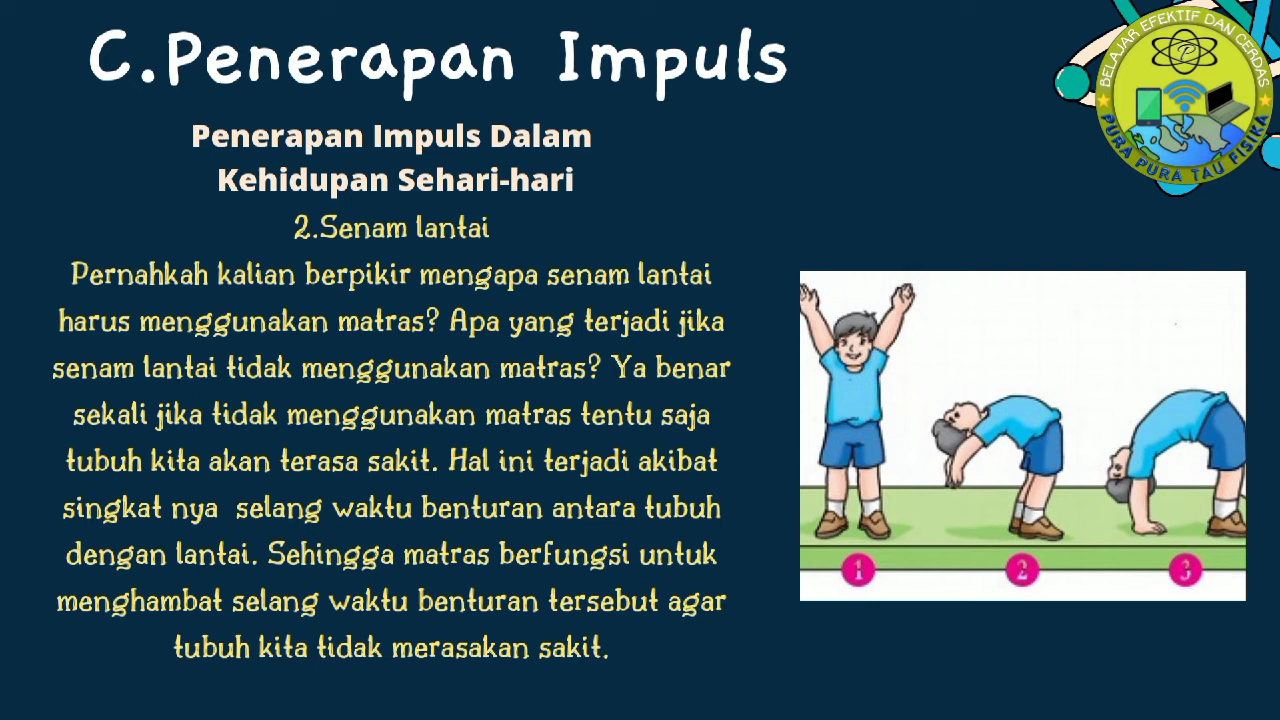 C.Penerapan Impuls
BELAJAR EFEKTIF DAN CERDAS
PURA PURA TAU FISIKA
Penerapan Impuls Dalam
Kehidupan Sehari-hari
2.Senam lantai
Pernahkah kalian berpikir mengapa senam lantai
harus menggunakan matras? Apa yang terjadi jika
senam lantai tidak menggunakan matras? Ya benar
sekali jika tidak menggunakan matras tentu saja
tubuh kita akan terasa sakit. Hal ini terjadi akibat
singkat nya selang waktu benturan antara tubuh
dengan lantai. Sehingga matras berfungsi untuk
menghambat selang waktu benturan tersebut agar
tubuh kita tidak merasakan sakit.
1 2 3